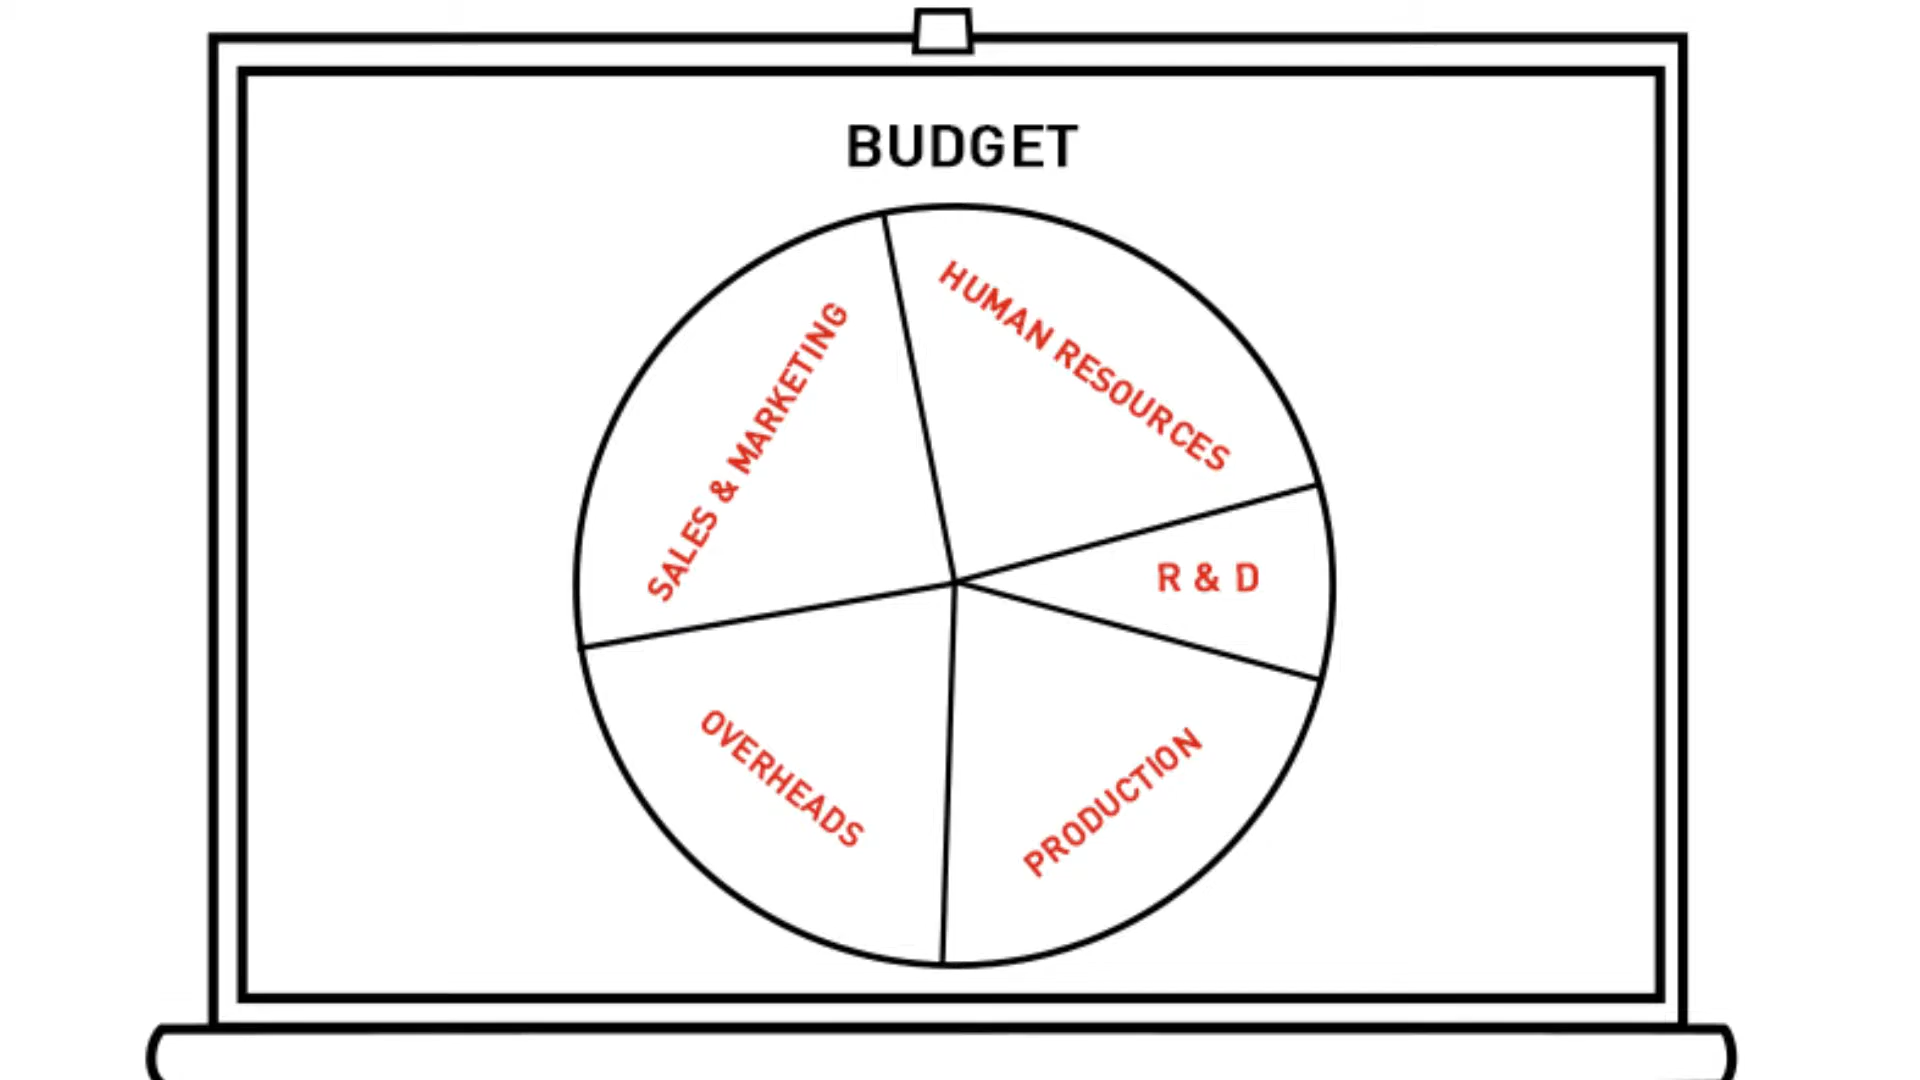 BUDGET
HUMAN RESOURCES
SALES & MARKETING
R & D
OVERHEADS
PRODUCTION